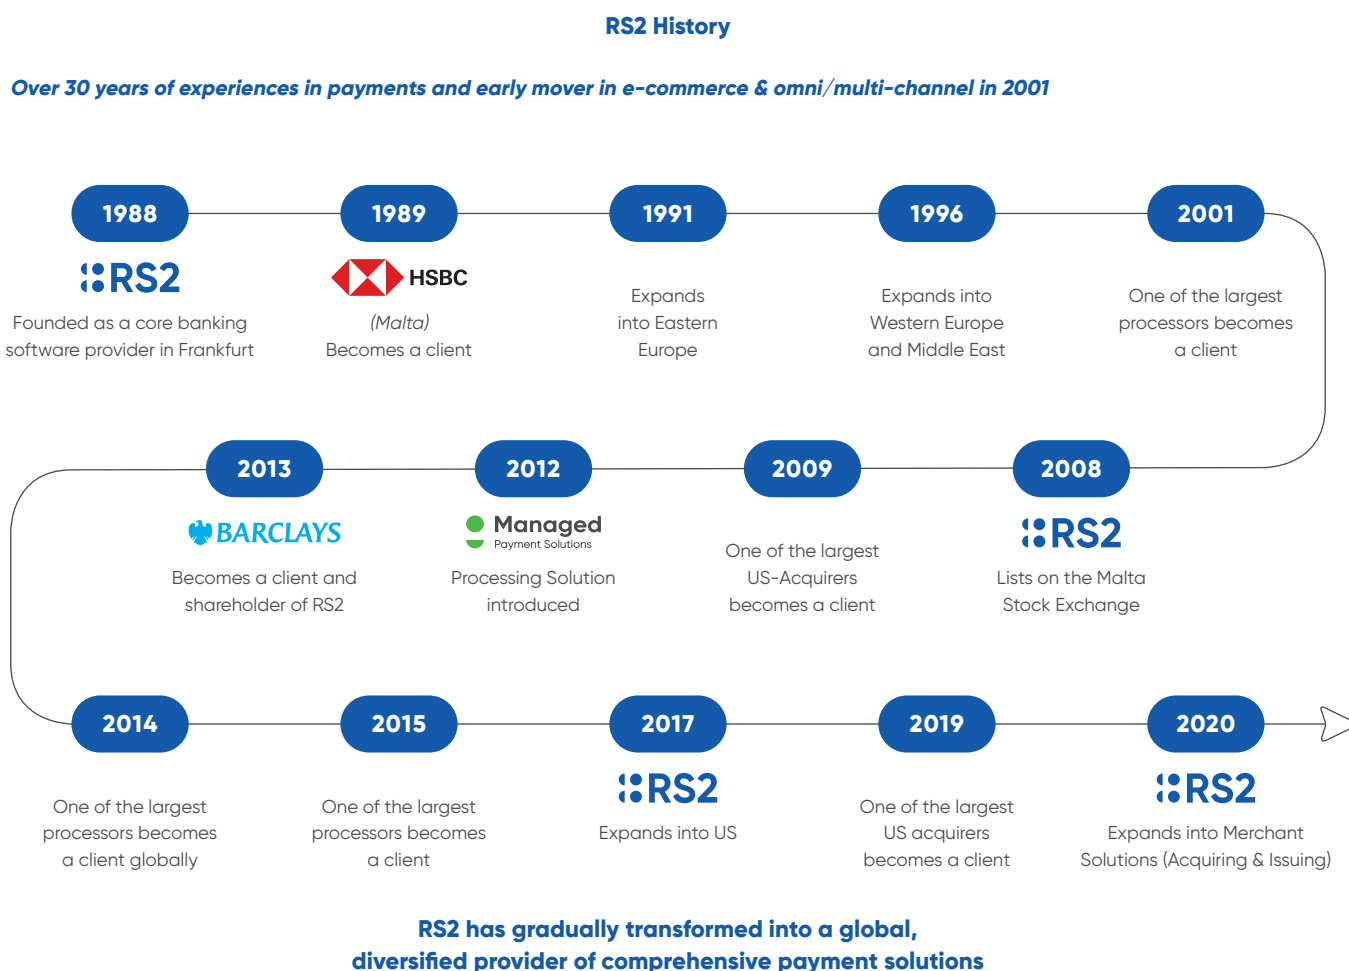 RS2 History
Over 30 years of experiences in payments and early mover in e-commerce & omni/multi-channel in 2001
1988
RS2
Founded as a core banking
software provider in Frankfurt
1989
HSBC
(Malta)
Becomes a client
1991
Expands
into Eastern
Europe
1996
Expands into
Western Europe
and Middle East
2001
One of the largest
processors becomes
a client
2008
RS2
Lists on the Malta
Stock Exchange
2009
One of the largest
US-Acquirers
becomes a client
2012
Managed
Payment Solutions
Processing Solution
introduced
2013
BARCLAYS
Becomes a client and
shareholder of RS2
2014
One of the largest
processors becomes
a client globally
2015
One of the largest
processors becomes
a client
2017
RS2
Expands into US
2019
One of the largest
US acquirers
becomes a client
2020
RS2
Expands into Merchant
Solutions (Acquiring & Issuing)
RS2 has gradually transformed into a global,
diversified provider of comprehensive payment solutions